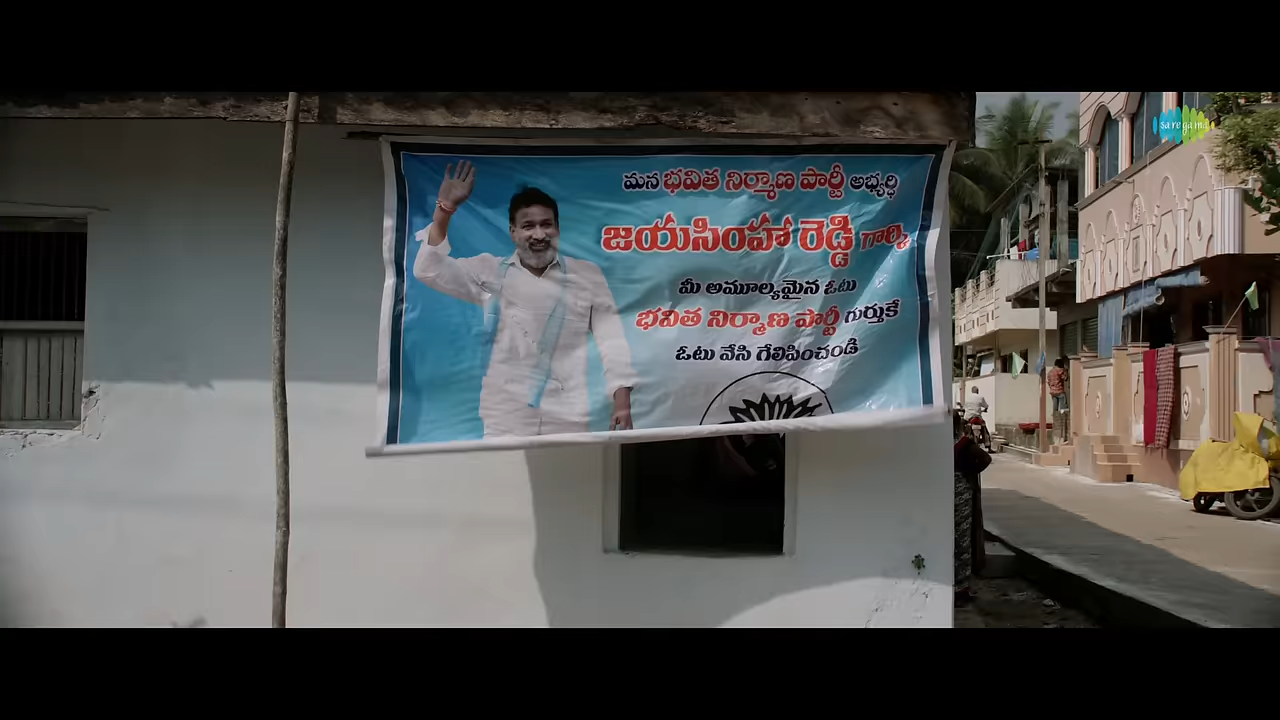 మన భవిత నిర్మాణ పార్టీ అభ్యర్థి
జయసింహా రెడ్డి గార్కి
మీ అమూల్యమైన ఓటు
భవిత నిర్మాణ పార్టీ గుర్తుకే
ఓటు వేసి గేలిపించండి
saregama